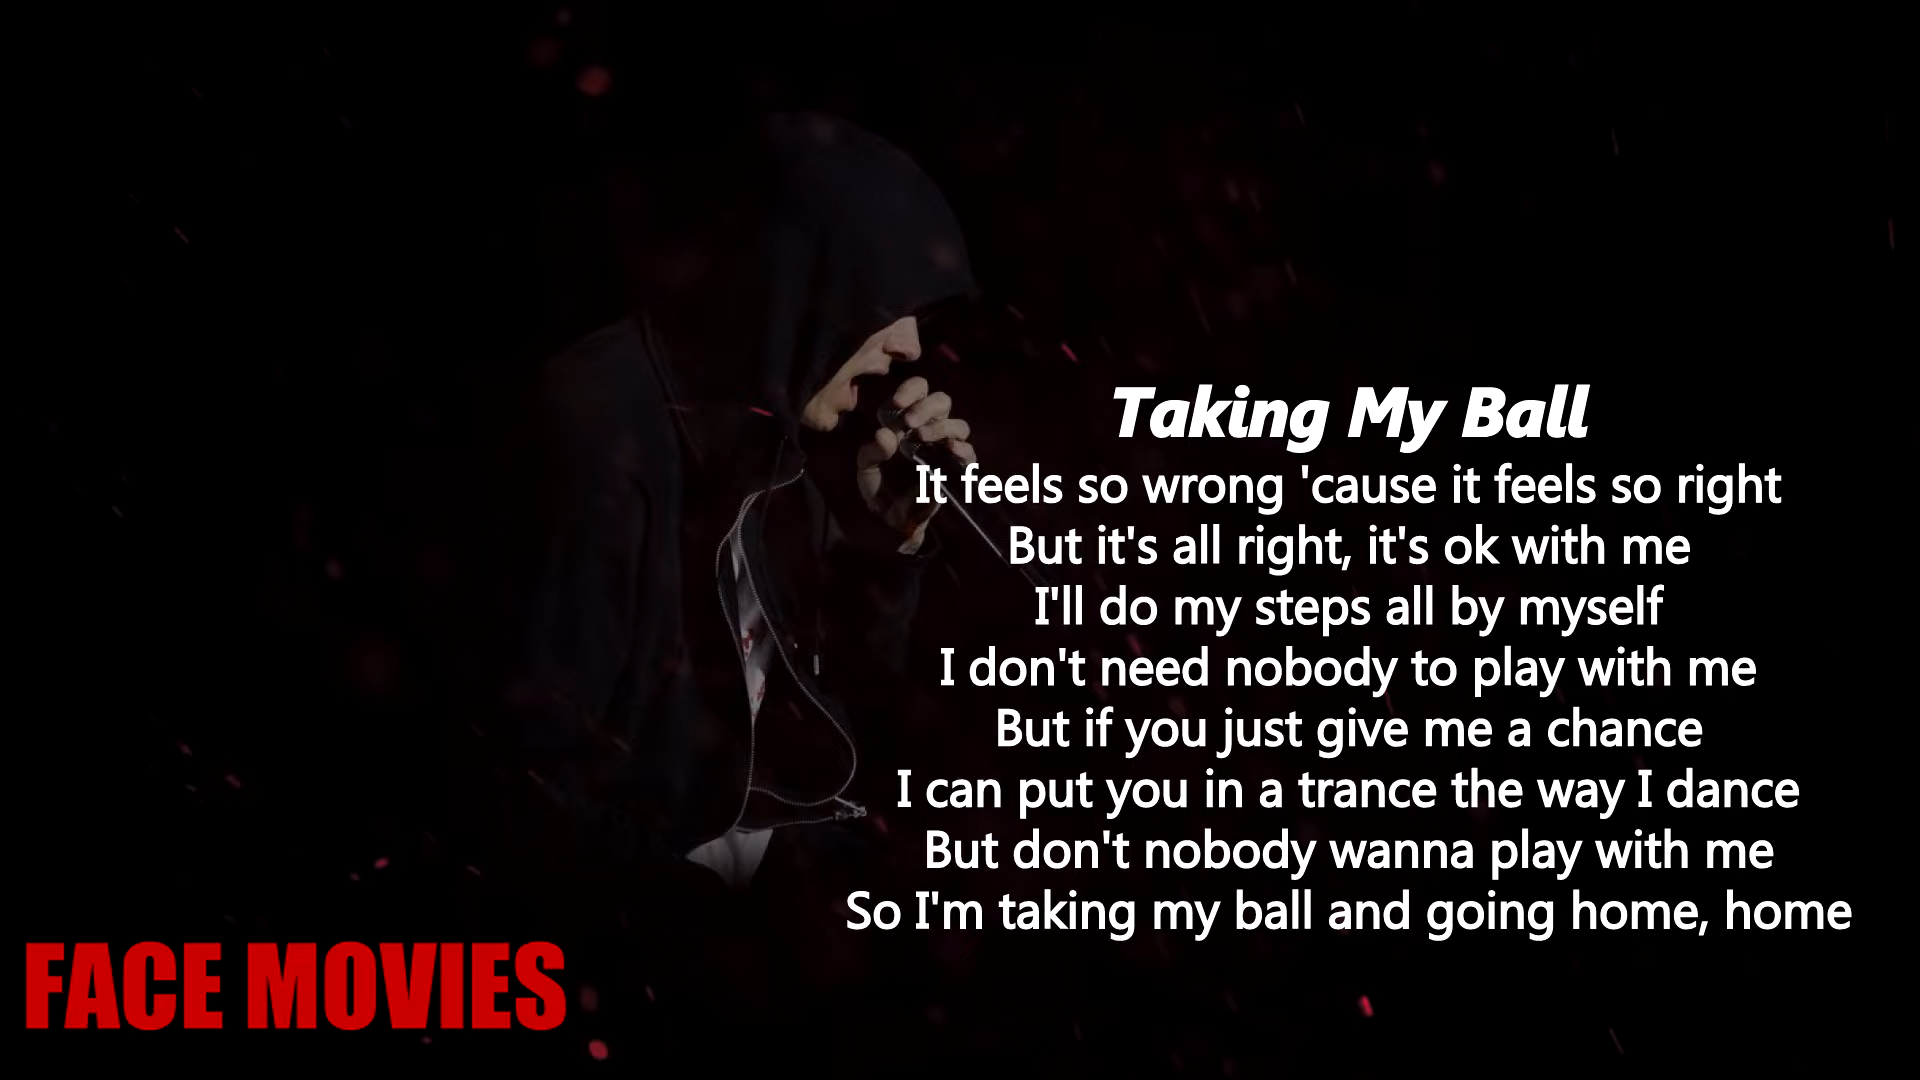 Taking My Ball
It feels so wrong 'cause it feels so right
But it's all right, it's ok with me
I'll do my steps all by myself
I don't need nobody to play with me
But if you just give me a chance
I can put you in a trance the way I dance
But don't nobody wanna play with me
So I'm taking my ball and going home, home
FACE MOVIES